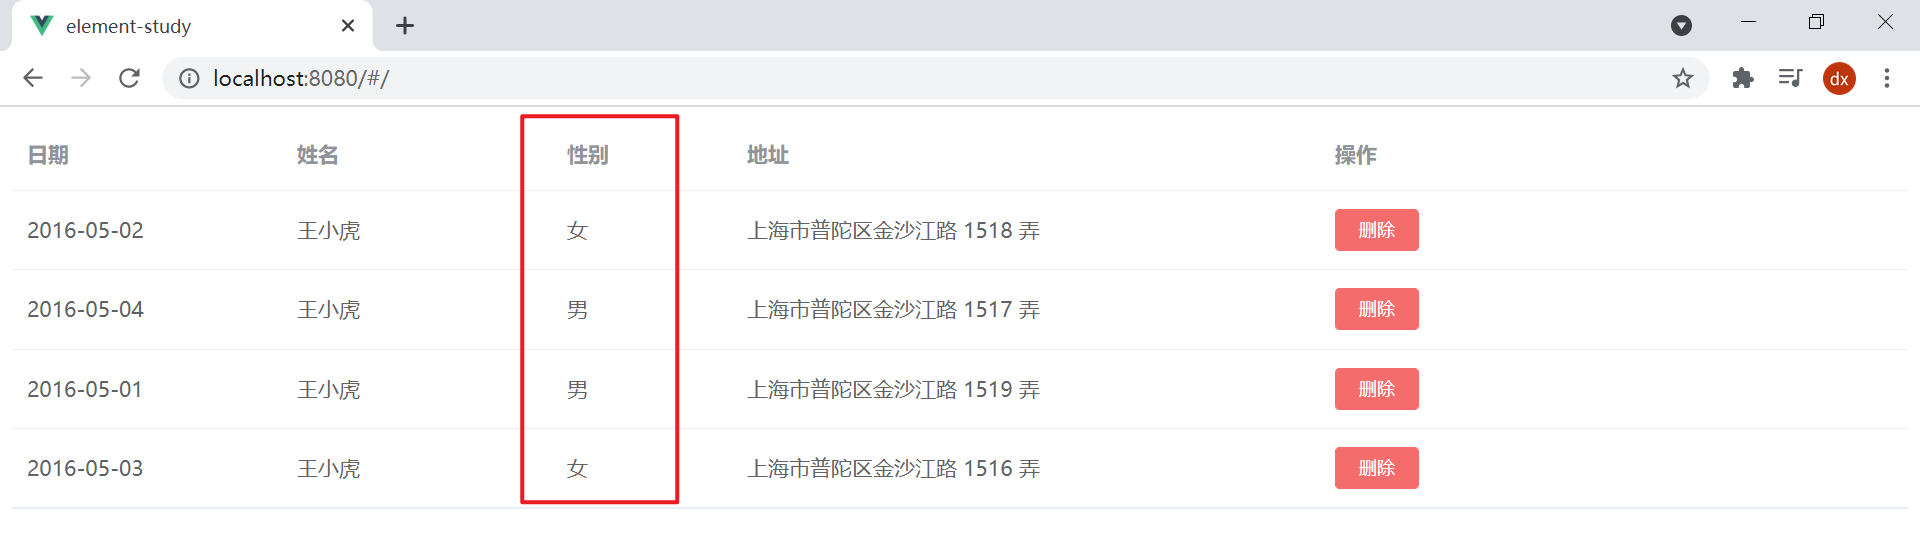 element-study
localhost:8080/#/
dx
日期 姓名 性别 地址 操作
2016-05-02 王小虎 女 上海市普陀区金沙江路 1518 弄 删除
2016-05-04 王小虎 男 上海市普陀区金沙江路 1517 弄 删除
2016-05-01 王小虎 男 上海市普陀区金沙江路 1519 弄 删除
2016-05-03 王小虎 女 上海市普陀区金沙江路 1516 弄 删除